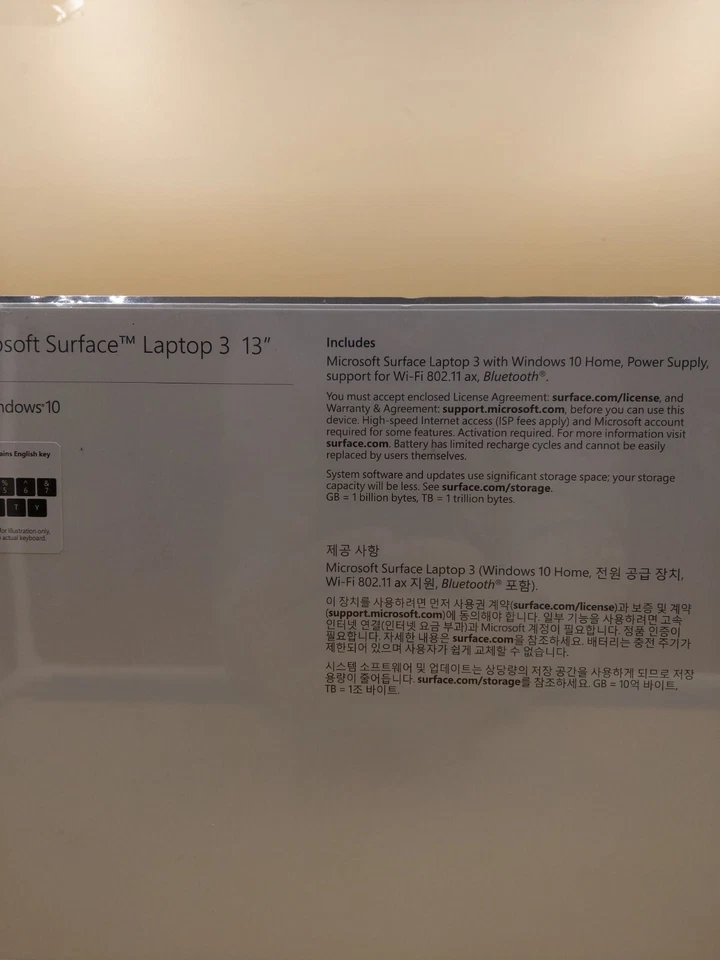 osoft Surface™ Laptop 3 13″
ndows 10
ains English key
%
5
^
6
&
7
T
Y
for illustration only.
actual keyboard.
Includes
Microsoft Surface Laptop 3 with Windows 10 Home, Power Supply,
support for Wi-Fi 802.11 ax, Bluetooth®.
You must accept enclosed License Agreement: surface.com/license, and
Warranty & Agreement: support.microsoft.com, before you can use this
device. High-speed Internet access (ISP fees apply) and Microsoft account
required for some features. Activation required. For more information visit
surface.com. Battery has limited recharge cycles and cannot be easily
replaced by users themselves.
System software and updates use significant storage space; your storage
capacity will be less. See surface.com/storage.
GB = 1 billion bytes, TB = 1 trillion bytes.
제공 사항
Microsoft Surface Laptop 3 (Windows 10 Home, 전원 공급 장치,
Wi-Fi 802.11 ax 지원, Bluetooth® 포함).
이 장치를 사용하려면 먼저 사용권 계약(surface.com/license)과 보증 및 계약
(support.microsoft.com)에 동의해야 합니다. 일부 기능을 사용하려면 고속
인터넷 연결(인터넷 요금 부과)과 Microsoft 계정이 필요합니다. 정품 인증이
필요합니다. 자세한 내용은 surface.com을 참조하세요. 배터리는 충전 주기가
제한되어 있으며 사용자가 쉽게 교체할 수 없습니다.
시스템 소프트웨어 및 업데이트는 상당량의 저장 공간을 사용하게 되므로 저장
용량이 줄어듭니다. surface.com/storage를 참조하세요. GB = 10억 바이트,
TB = 1조 바이트.